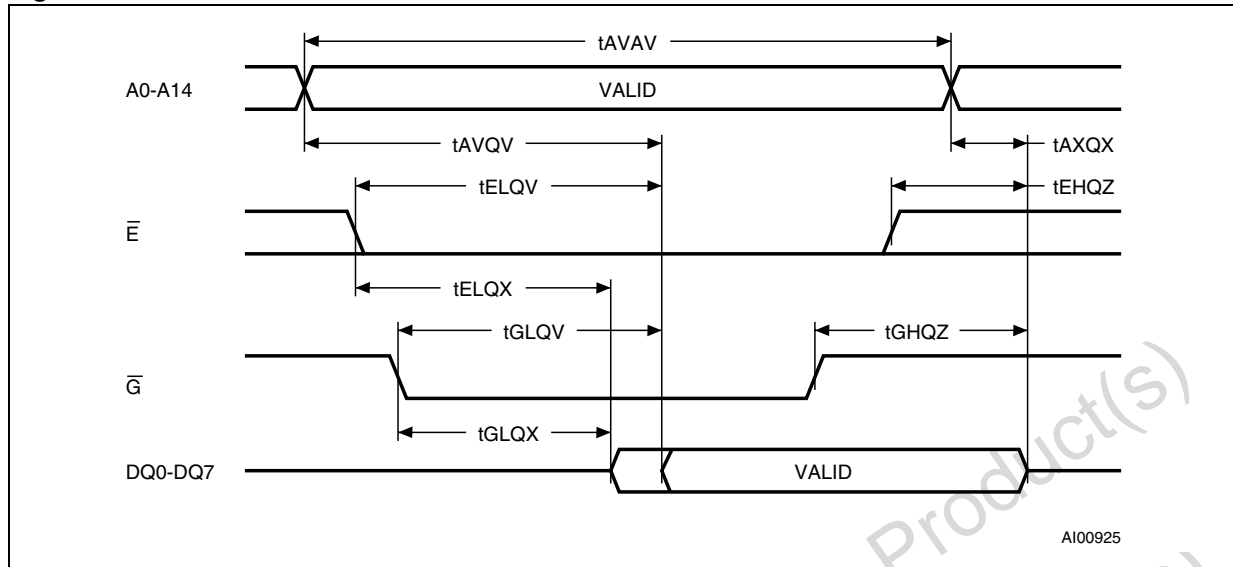 tAVAV
A0-A14
VALID
tAVQV
tAXQX
tELQV
tEHQZ
E̅
tELQX
tGLQV
tGHQZ
G̅
tGLQX
DQ0-DQ7
VALID
Product(s)
AI00925